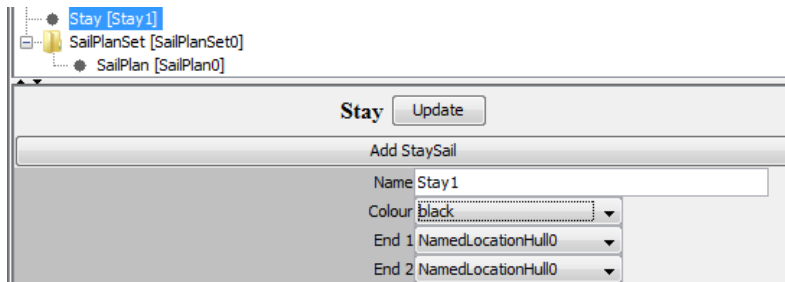 Stay [Stay1]
SailPlanSet [SailPlanSet0]
SailPlan [SailPlan0]
Stay Update
Add StaySail
Name Stay1
Colour black
End 1 NamedLocationHull0
End 2 NamedLocationHull0